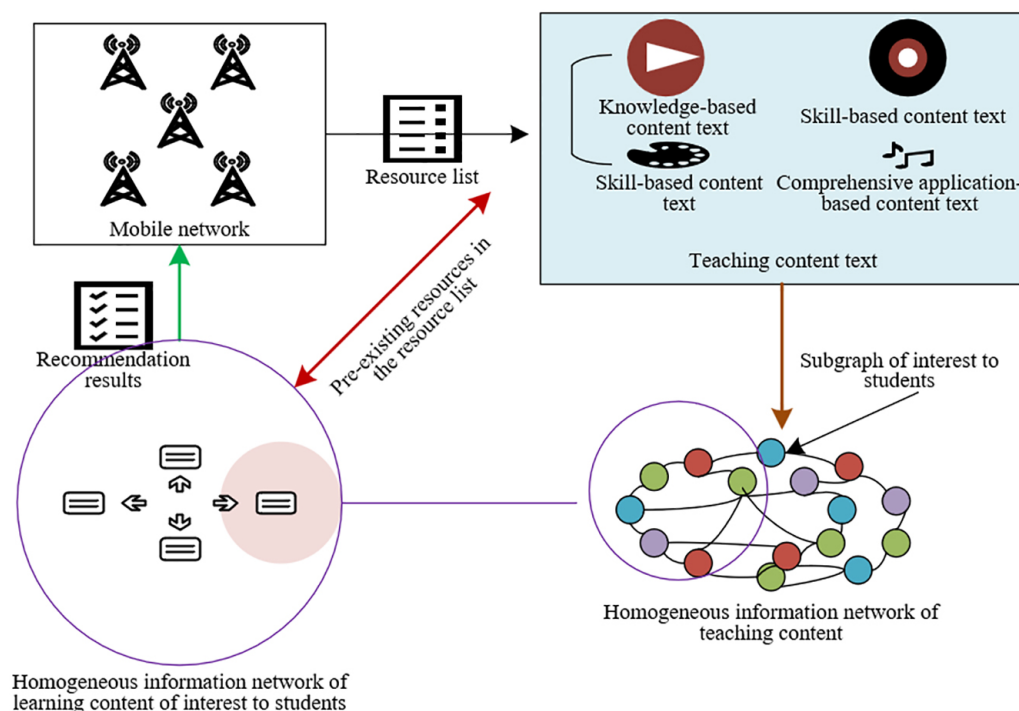 Mobile network
Resource list
Knowledge-based
content text
Skill-based content text
Skill-based content
text
Comprehensive application-
based content text
Teaching content text
Pre-existing resources in
the resource list
Recommendation
results
Subgraph of interest to
students
Homogeneous information network of
teaching content
Homogeneous information network of
learning content of interest to students